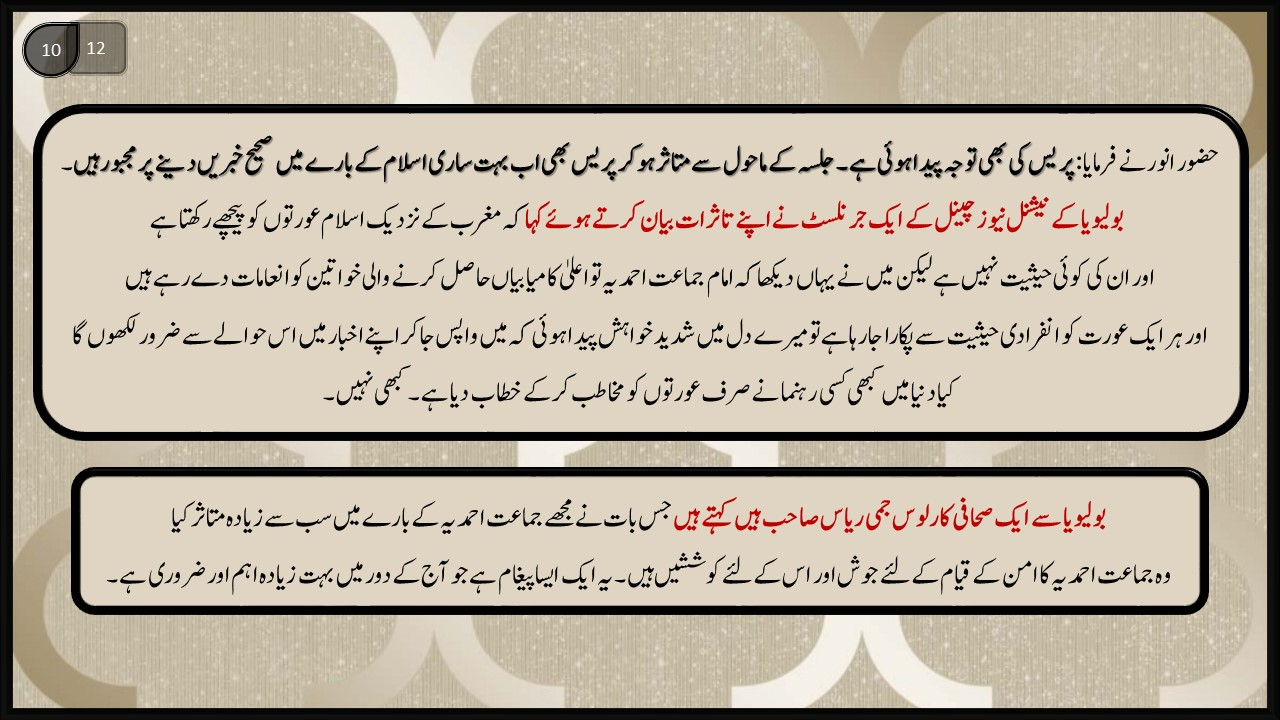 10 12
حضور انور نے فرمایا: پریس کی بھی توجہ پیدا ہوئی ہے۔ جلسہ کے ماحول سے متاثر ہو کر پریس بھی اب بہت ساری اسلام کے بارے میں صحیح خبریں دینے پر مجبور ہیں۔
بولیویا کے نیشنل نیوز چینل کے ایک جرنلسٹ نے اپنے تاثرات بیان کرتے ہوئے کہا کہ مغرب کے نزدیک اسلام عورتوں کو پیچھے رکھتا ہے
اور ان کی کوئی حیثیت نہیں ہے لیکن میں نے یہاں دیکھا کہ امام جماعت احمدیہ تو اعلیٰ کامیابیاں حاصل کرنے والی خواتین کو انعامات دے رہے ہیں
اور ہر ایک عورت کو انفرادی حیثیت سے پکارا جا رہا ہے تو میرے دل میں شدید خواہش پیدا ہوئی کہ میں واپس جا کر اپنے اخبار میں اس حوالے سے ضرور لکھوں گا
کیا دنیا میں کبھی کسی رہنما نے صرف عورتوں کو مخاطب کر کے خطاب دیا ہے۔ کبھی نہیں۔
بولیویا سے ایک صحافی کارلوس جمی ریاس صاحب ہیں کہتے ہیں جس بات نے مجھے جماعت احمدیہ کے بارے میں سب سے زیادہ متاثر کیا
وہ جماعت احمدیہ کا امن کے قیام کے لئے جوش اور اس کے لئے کوششیں ہیں۔ یہ ایک ایسا پیغام ہے جو آج کے دور میں بہت زیادہ اہم اور ضروری ہے۔